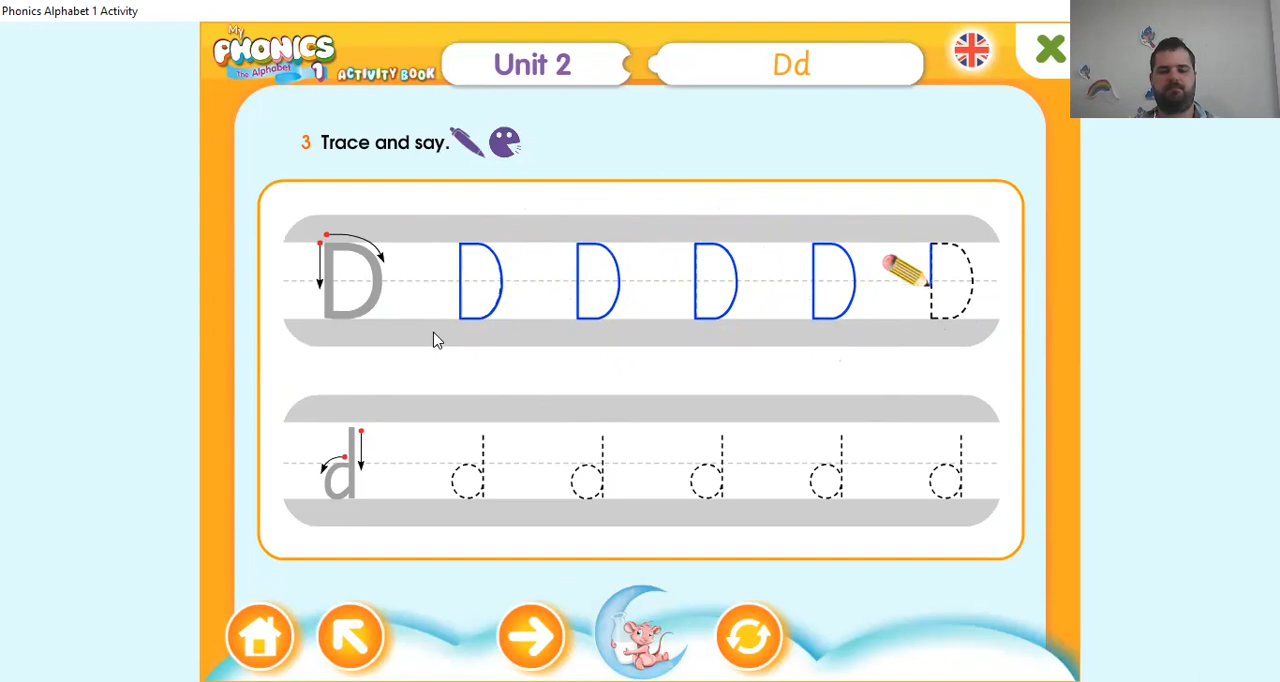 Phonics Alphabet 1 Activity
My
PHONICS
The Alphabet 1 ACTIVITY BOOK
Unit 2
Dd
3 Trace and say.
D D D D D D
d d d d d d